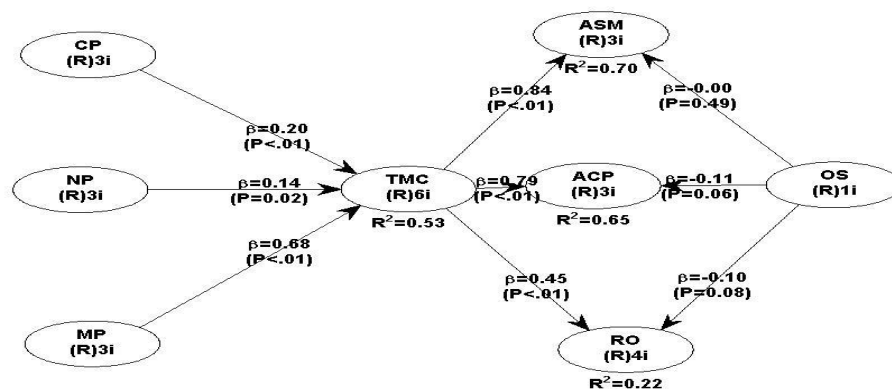 CP
(R)3i
ASM
(R)3i
R²=0.70
β=0.84
(P<.01)
β=-0.00
(P=0.49)
β=0.20
(P<.01)
NP
(R)3i
β=0.14
(P=0.02)
TMC
(R)6i
R²=0.53
β=0.79
(P<.01)
ACP
(R)3i
R²=0.65
β=-0.11
(P=0.06)
OS
(R)1i
β=0.68
(P<.01)
β=0.45
(P<.01)
β=-0.10
(P=0.08)
MP
(R)3i
RO
(R)4i
R²=0.22